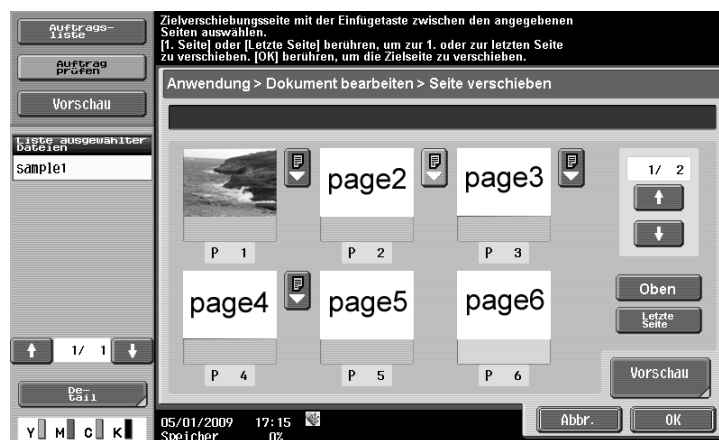 Auftrags-
liste
Auftrag
prüfen
Vorschau
Liste ausgewählter
Dateien
sample1
1/ 1
De-
tail
Y M C K
Zielverschiebungsseite mit der Einfügetaste zwischen den angegebenen
Seiten auswählen.
[1. Seite] oder [Letzte Seite] berühren, um zur 1. oder zur letzten Seite
zu verschieben. [OK] berühren, um die Zielseite zu verschieben.
Anwendung > Dokument bearbeiten > Seite verschieben
page2
page3
P 1
P 2
P 3
page4
page5
page6
P 4
P 5
P 6
1/ 2
Oben
Letzte
Seite
Vorschau
05/01/2009 17:15
Speicher 0%
Abbr.
OK